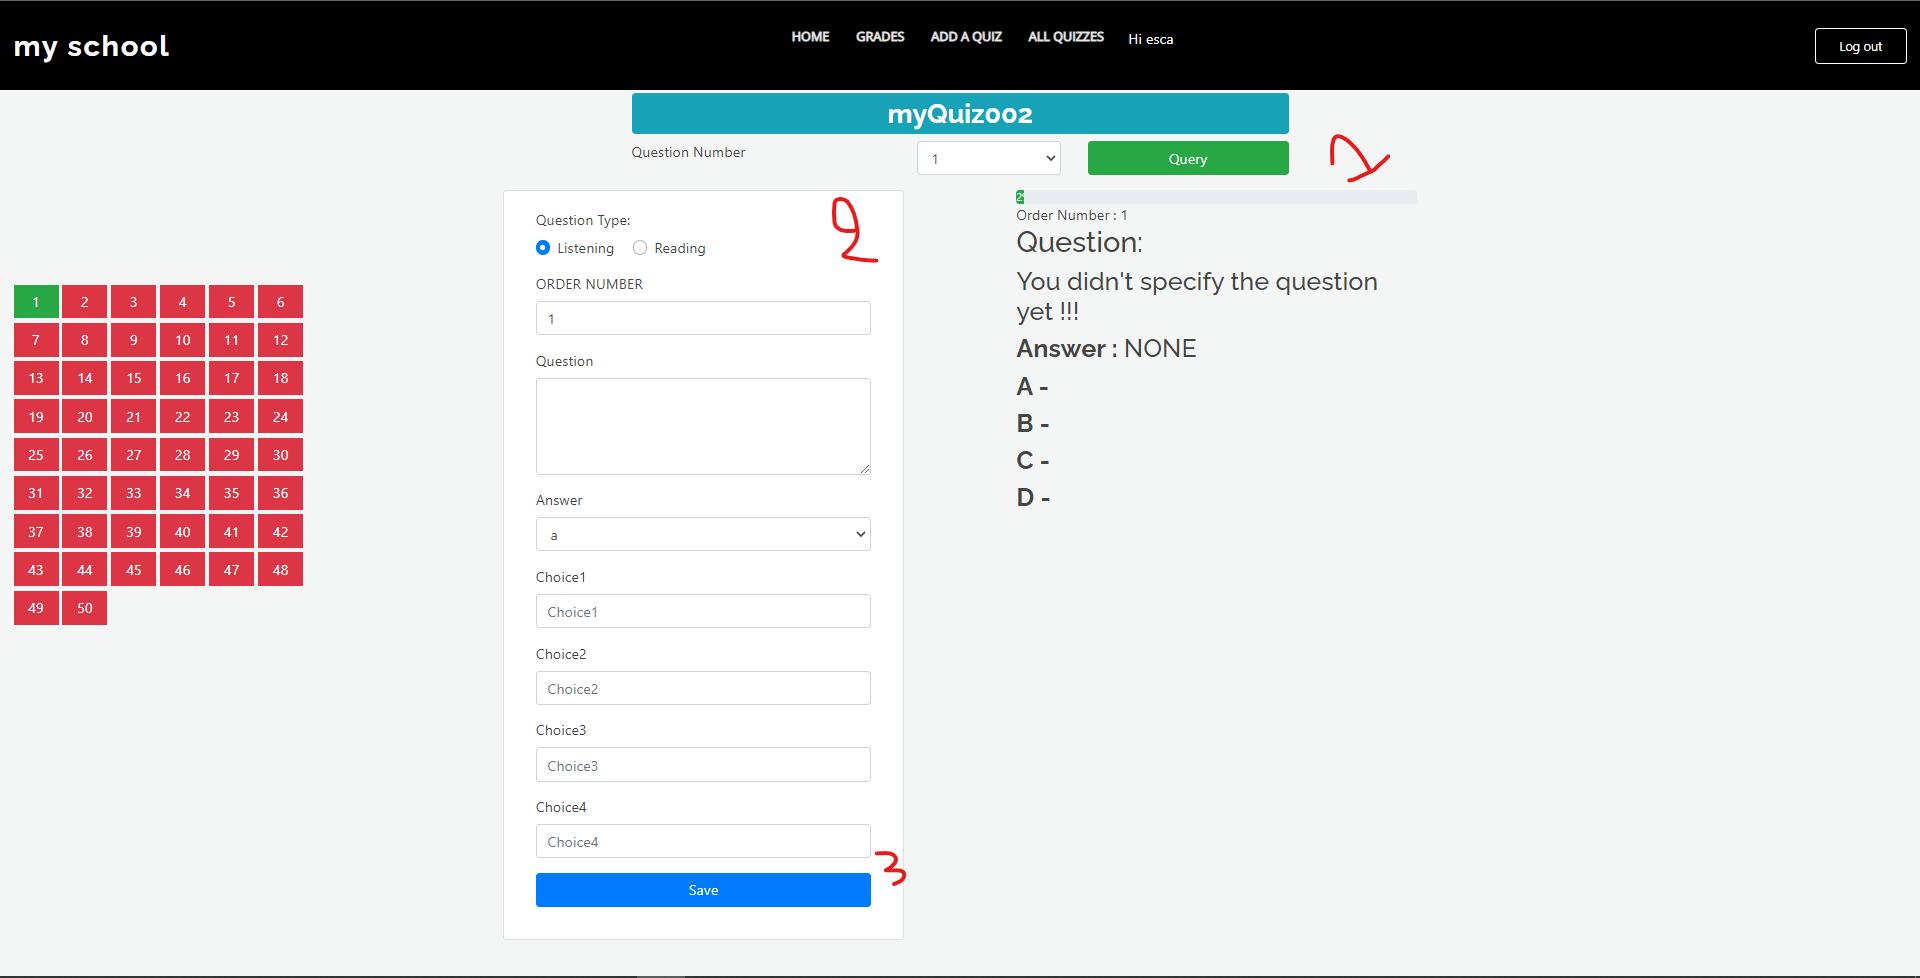 my school
HOME GRADES ADD A QUIZ ALL QUIZZES Hi esca
Log out
myQuiz002
Question Number 1 Query
1
2
Question Type:
Listening Reading
ORDER NUMBER
1
Question
Answer
a
Choice1
Choice1
Choice2
Choice2
Choice3
Choice3
Choice4
Choice4
3
Save
1 2 3 4 5 6
7 8 9 10 11 12
13 14 15 16 17 18
19 20 21 22 23 24
25 26 27 28 29 30
31 32 33 34 35 36
37 38 39 40 41 42
43 44 45 46 47 48
49 50
2
Order Number : 1
Question:
You didn't specify the question
yet !!!
Answer : NONE
A -
B -
C -
D -